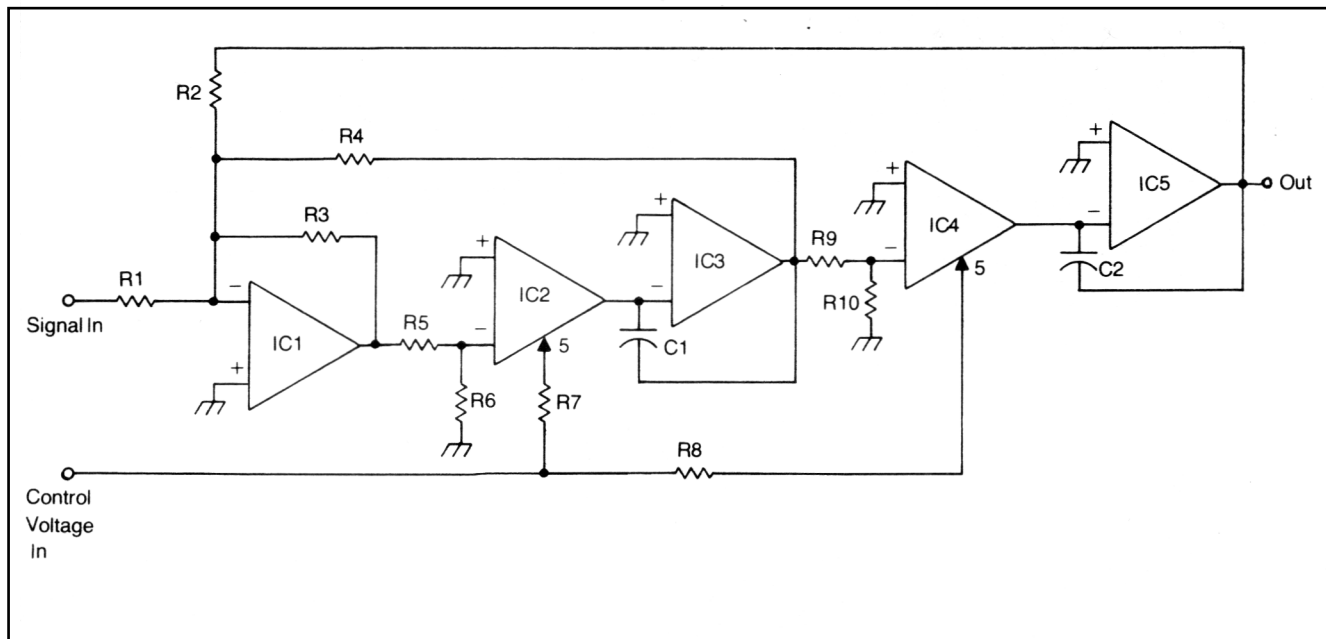 R2
R4
R3
R1
Signal In
−
+
IC1
R5
R6
+
−
IC2
5
R7
C1
+
−
IC3
R9
R10
+
−
IC4
5
R8
+
−
IC5
C2
Out
Control
Voltage
In